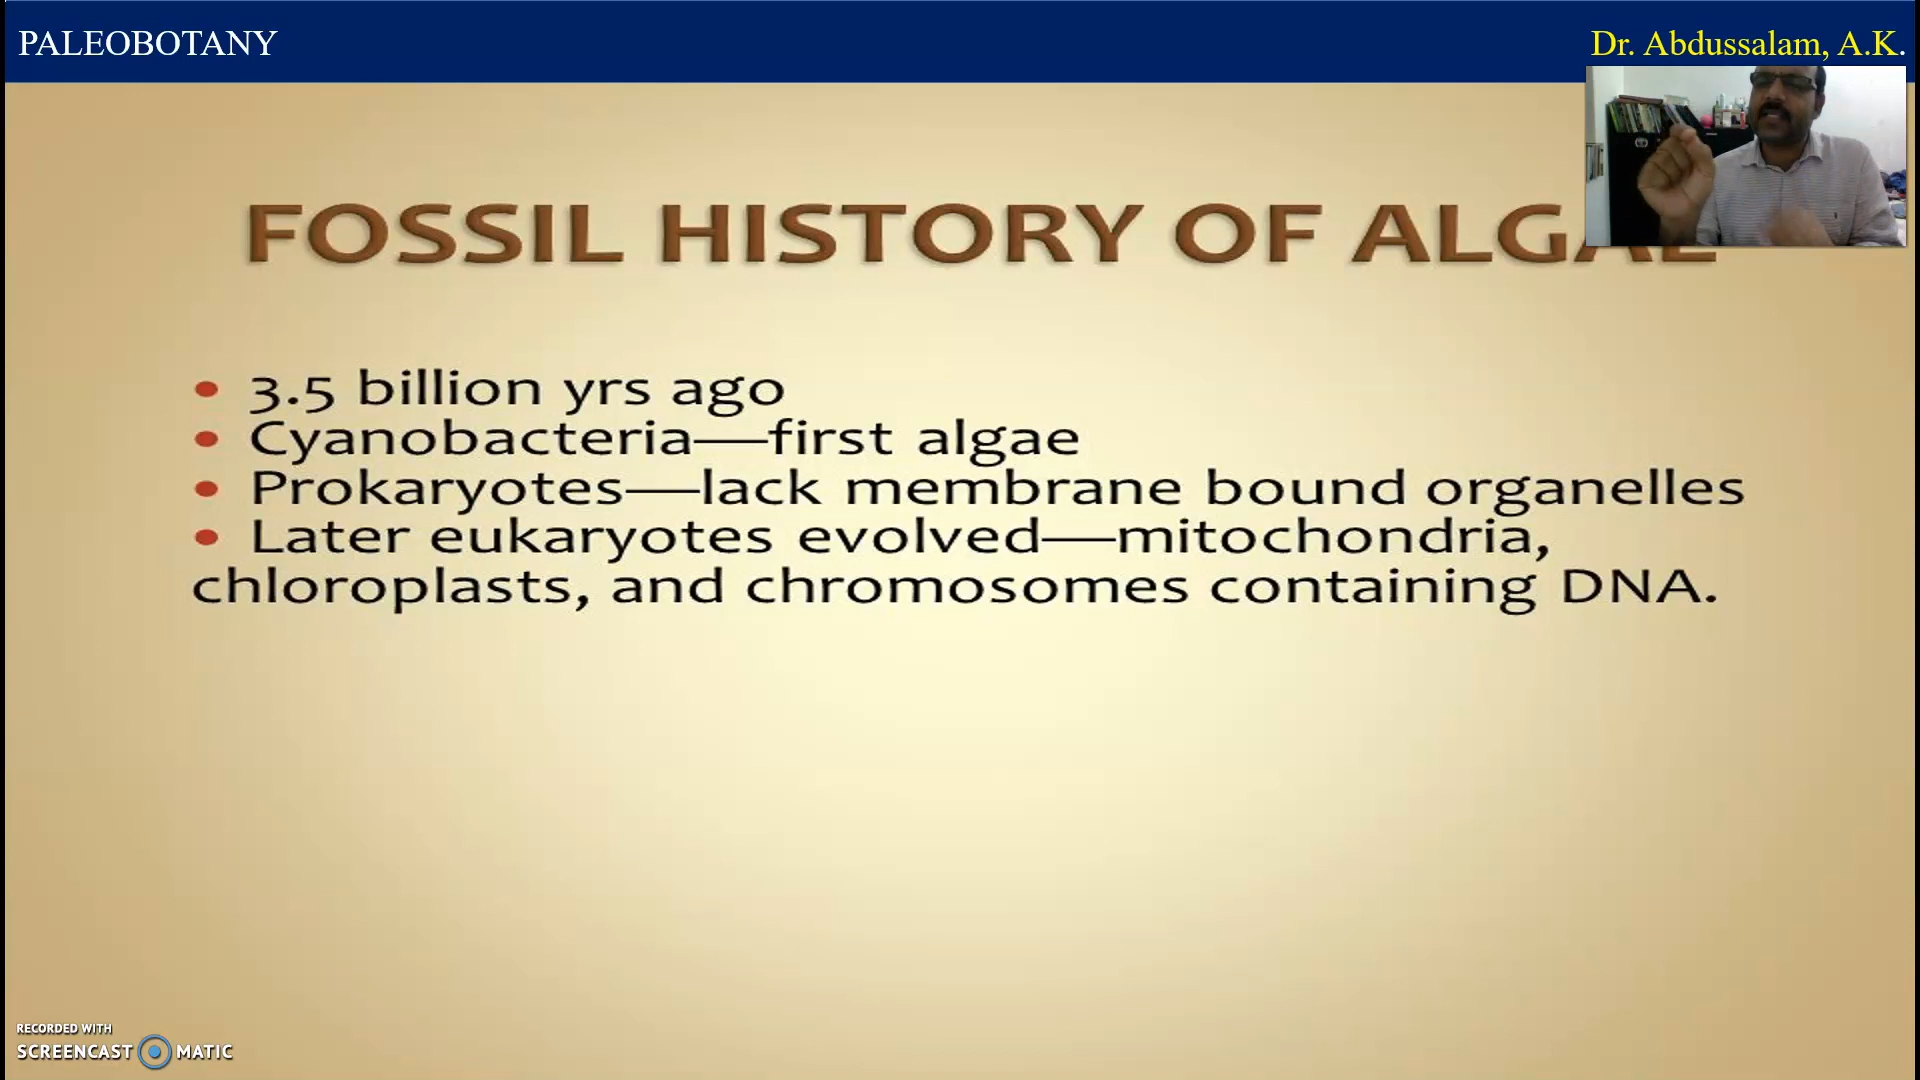 PALEOBOTANY
Dr. Abdussalam, A.K.
FOSSIL HISTORY OF ALGAE
• 3.5 billion yrs ago
• Cyanobacteria—first algae
• Prokaryotes—lack membrane bound organelles
• Later eukaryotes evolved—mitochondria,
chloroplasts, and chromosomes containing DNA.
RECORDED WITH
SCREENCAST MATIC